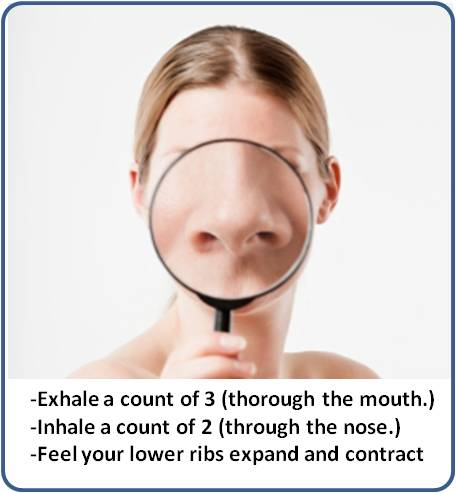 -Exhale a count of 3 (thorough the mouth.)
-Inhale a count of 2 (through the nose.)
-Feel your lower ribs expand and contract